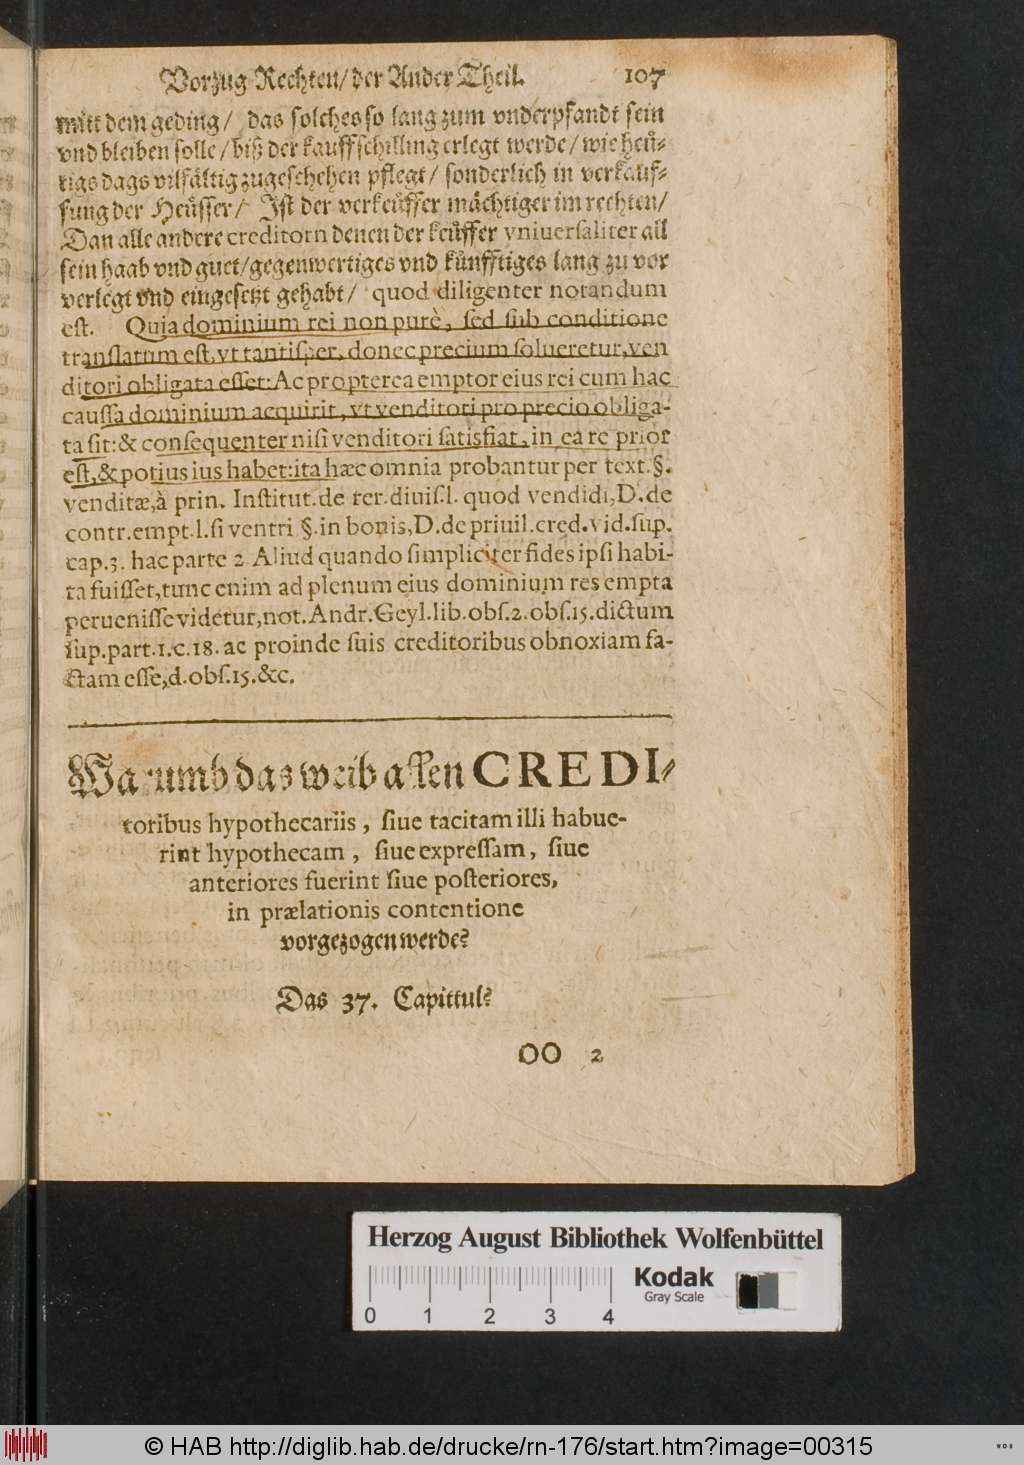 Vorzug Rechten/ der Ander Theil. 107
mitt dem geding/ das solches so lang zum vnderpfandt sein
vnd bleiben solle/ biß der kauffschilling erlegt werde/ wie heü-
tigs dags vilfältig zugeschehen pflegt/ sonderlich in verkauf-
fung der Heüsser/ Ist der verkeüffer mächtiger im rechten/
Dan alle andere creditorn denen der keüffer vniuersaliter all
sein haab vnd guet/ gegenwertiges vnd künfftiges lang zu vor
verlegt vnd eingesetzt gehabt/ quod diligenter notandum
est. Quia dominium rei non purè, sed sub conditione
translatum est, vt tantisper, donec precium solueretur, ven
ditori obligata esset: Ac propterea emptor eius rei cum hac
caussa dominium acquirit, vt venditori pro precio obliga-
ta sit: & consequenter nisi venditori satisfiat, in ea re prior
est, & potius ius habet: ita hæc omnia probantur per text. §.
venditæ, à prin. Institut. de rer. diuis. l. quod vendidi, D. de
contr. empt. l. si ventri §. in bonis, D. de priuil. cred. vid. sup.
cap. 3. hac parte 2 Aliud quando simpliciter fides ipsi habi-
ta fuisset, tunc enim ad plenum eius dominium res empta
peruenisse videtur, not. Andr. Geyl. lib. obs. 2. obs. 15. dictum
sup. part. 1. c. 18. ac proinde suis creditoribus obnoxiam fa-
ctam esse, d. obs. 15. &c.
Warumb das weib allen CREDI-
toribus hypothecariis, siue tacitam illi habue-
rint hypothecam, siue expressam, siue
anteriores fuerint siue posteriores,
in prælationis contentione
vorgezogen werde?
Das 37. Capittul?
OO 2
Herzog August Bibliothek Wolfenbüttel
Kodak
Gray Scale
0 1 2 3 4
© HAB http://diglib.hab.de/drucke/rn-176/start.htm?image=00315